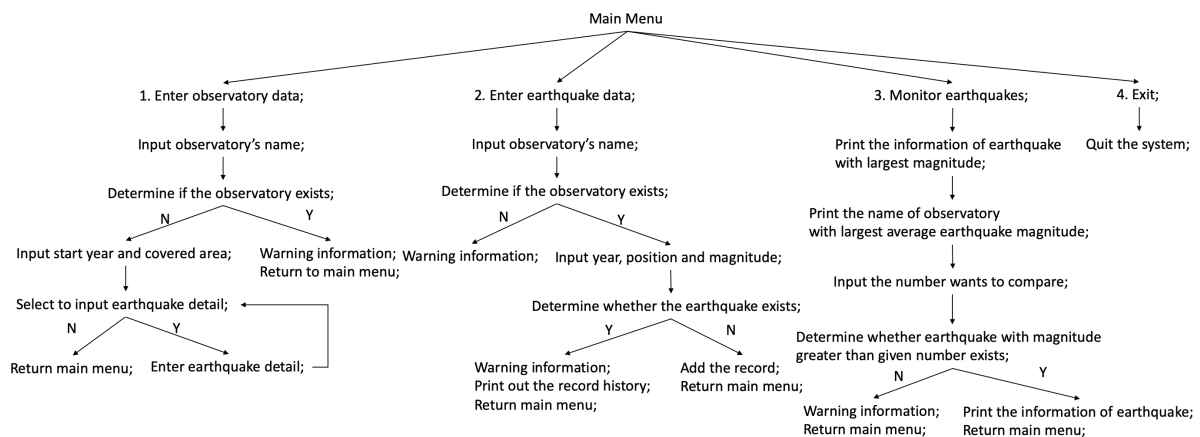 Main Menu
1. Enter observatory data;
2. Enter earthquake data;
3. Monitor earthquakes;
4. Exit;
Input observatory's name;
Input observatory's name;
Print the information of earthquake
with largest magnitude;
Quit the system;
Determine if the observatory exists;
Determine if the observatory exists;
Print the name of observatory
with largest average earthquake magnitude;
N
Y
N
Y
Input start year and covered area;
Warning information;
Return to main menu;
Warning information;
Input year, position and magnitude;
Input the number wants to compare;
Select to input earthquake detail;
Determine whether the earthquake exists;
Determine whether earthquake with magnitude
greater than given number exists;
N
Y
Y
N
Return main menu;
Enter earthquake detail;
Warning information;
Print out the record history;
Return main menu;
Add the record;
Return main menu;
N
Y
Warning information;
Return main menu;
Print the information of earthquake;
Return main menu;